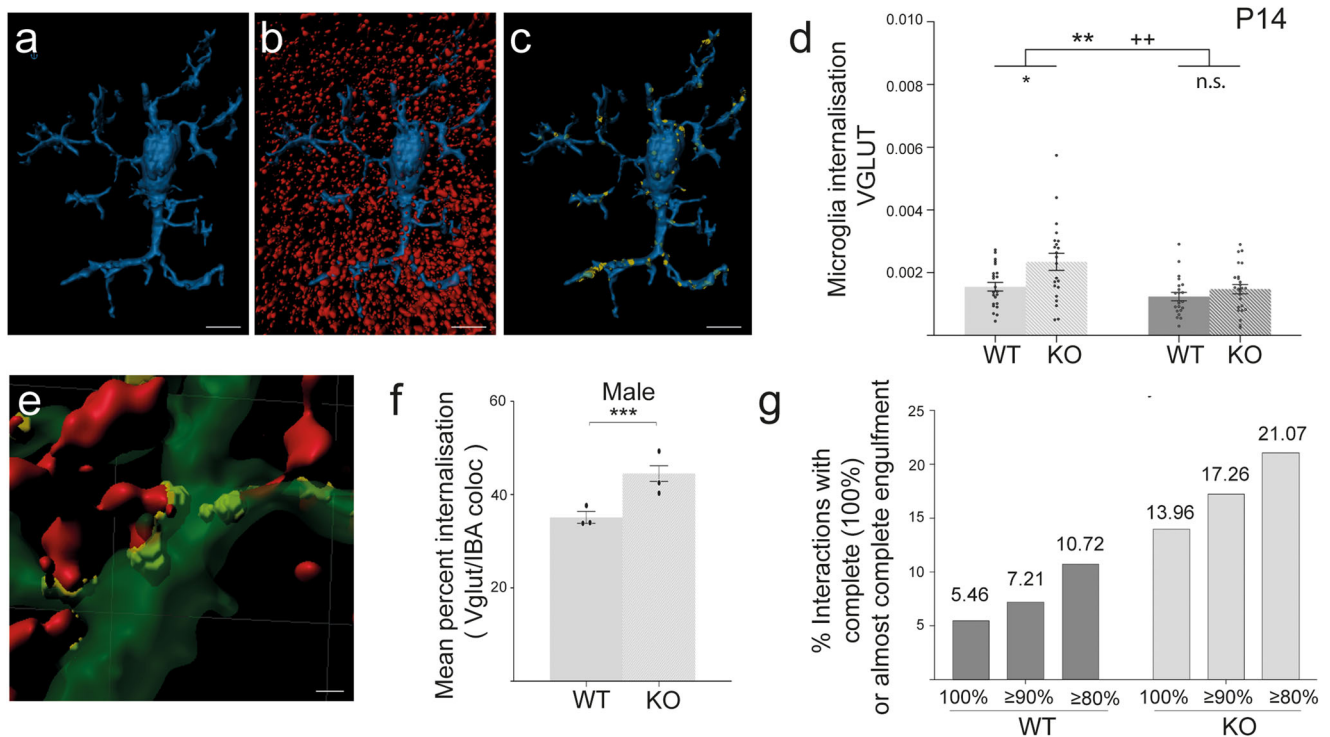 a
b
c
d
P14
Microglia internalisation
VGLUT
0.010
0.008
0.006
0.004
0.002
** ++
*
n.s.
WT KO WT KO
e
f
Male
***
Mean percent internalisation
( Vglut/IBA coloc )
60
40
20
WT KO
g
% Interactions with
complete (100%)
or almost complete engulfment
25
20
15
10
5
5.46
7.21
10.72
13.96
17.26
21.07
100% ≥90% ≥80% 100% ≥90% ≥80%
WT KO